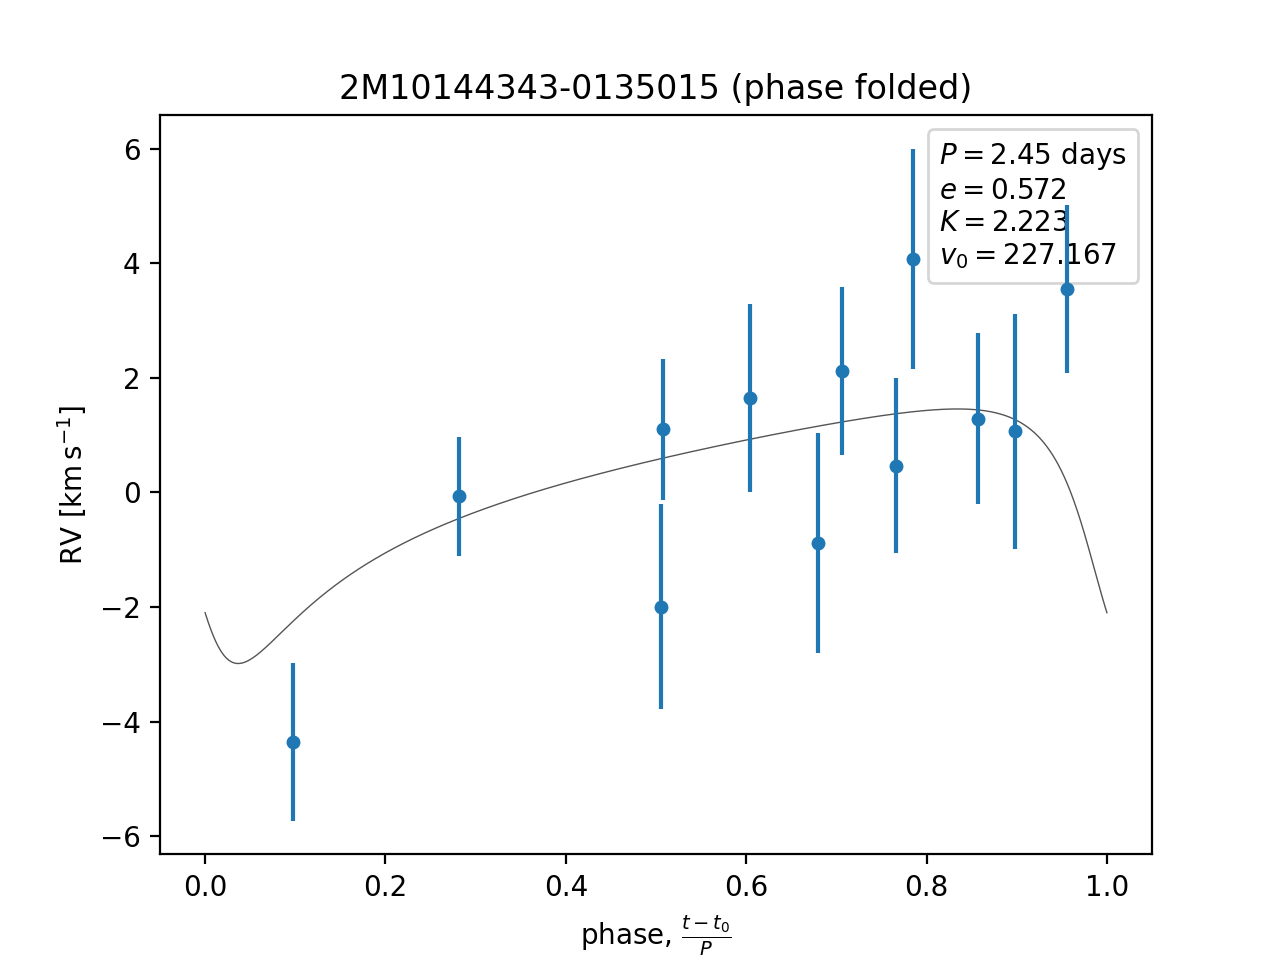 2M10144343-0135015 (phase folded)
P = 2.45 days
e = 0.572
K = 2.223
v₀ = 227.167
RV [km s⁻¹]
6
4
2
0
−2
−4
−6
0.0 0.2 0.4 0.6 0.8 1.0
phase, (t − t₀)/P